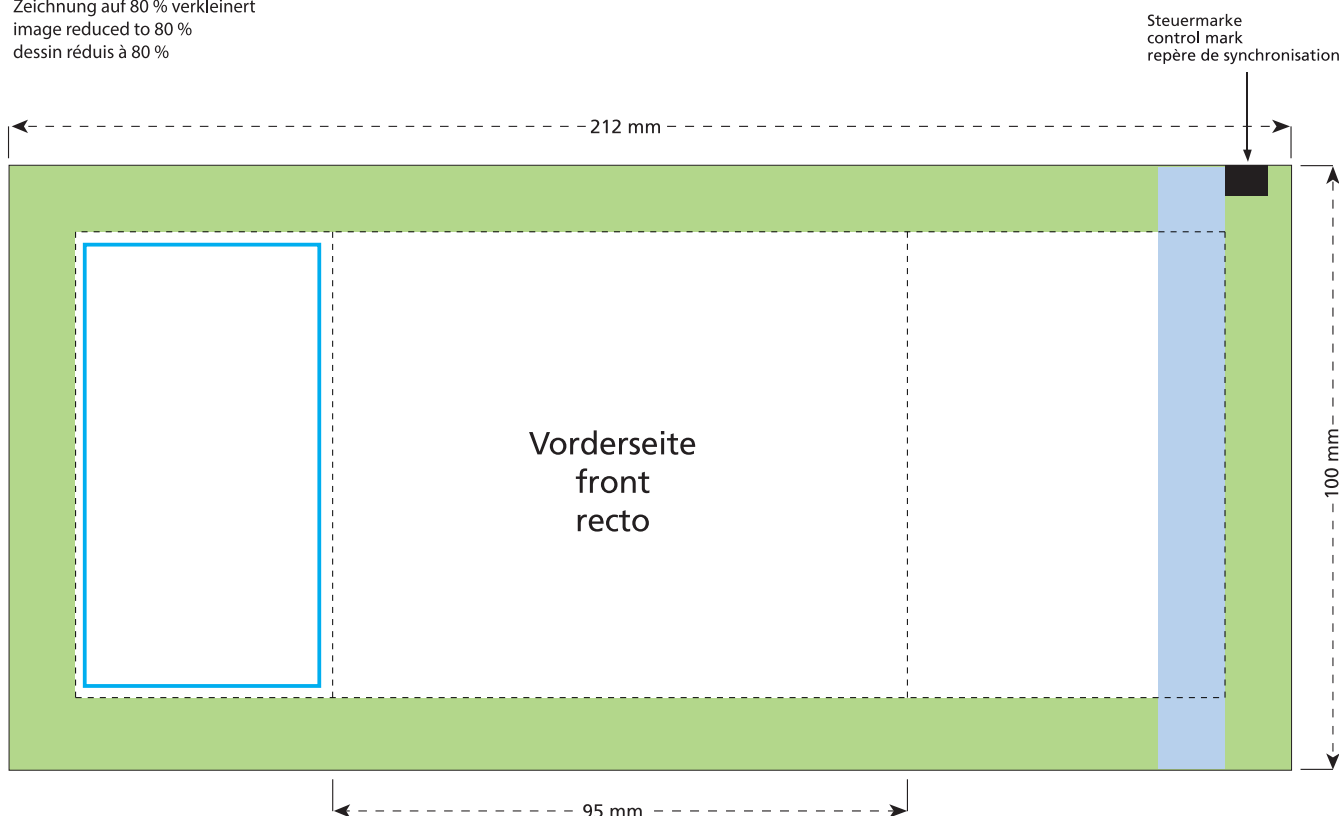 Zeichnung auf 80 % verkleinert
image reduced to 80 %
dessin réduis à 80 %
Steuermarke
control mark
repère de synchronisation
212 mm
Vorderseite
front
recto
100 mm
95 mm